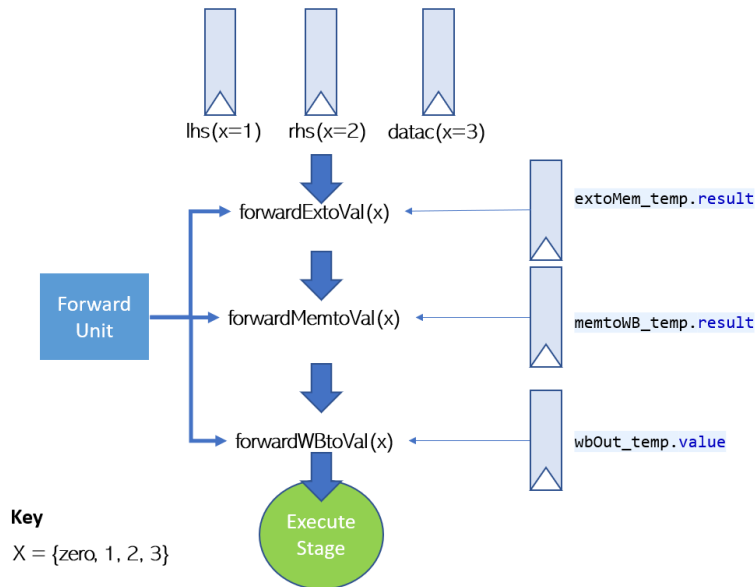 lhs(x=1) rhs(x=2) datac(x=3)
forwardExtoVal(x)
extoMem_temp.result
Forward
Unit
forwardMemtoVal(x)
memtoWB_temp.result
forwardWBtoVal(x)
wbOut_temp.value
Execute
Stage
Key
X = {zero, 1, 2, 3}